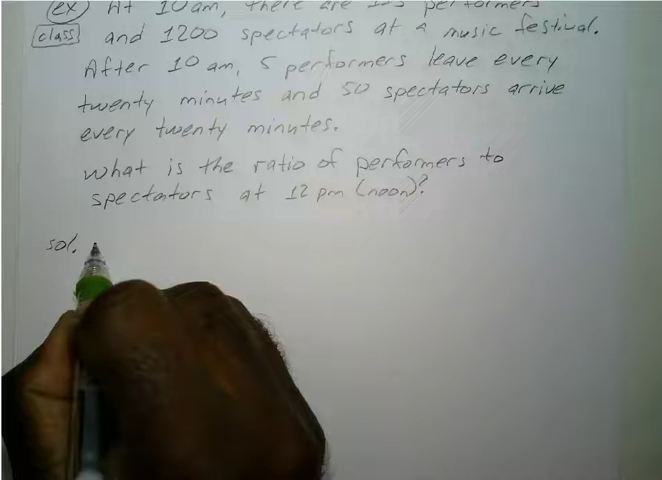 (ex) At 10 am, there are performers
class and 1200 spectators at a music festival.
After 10 am, 5 performers leave every
twenty minutes and 50 spectators arrive
every twenty minutes.
what is the ratio of performers to
spectators at 12 pm (noon)?
sol.